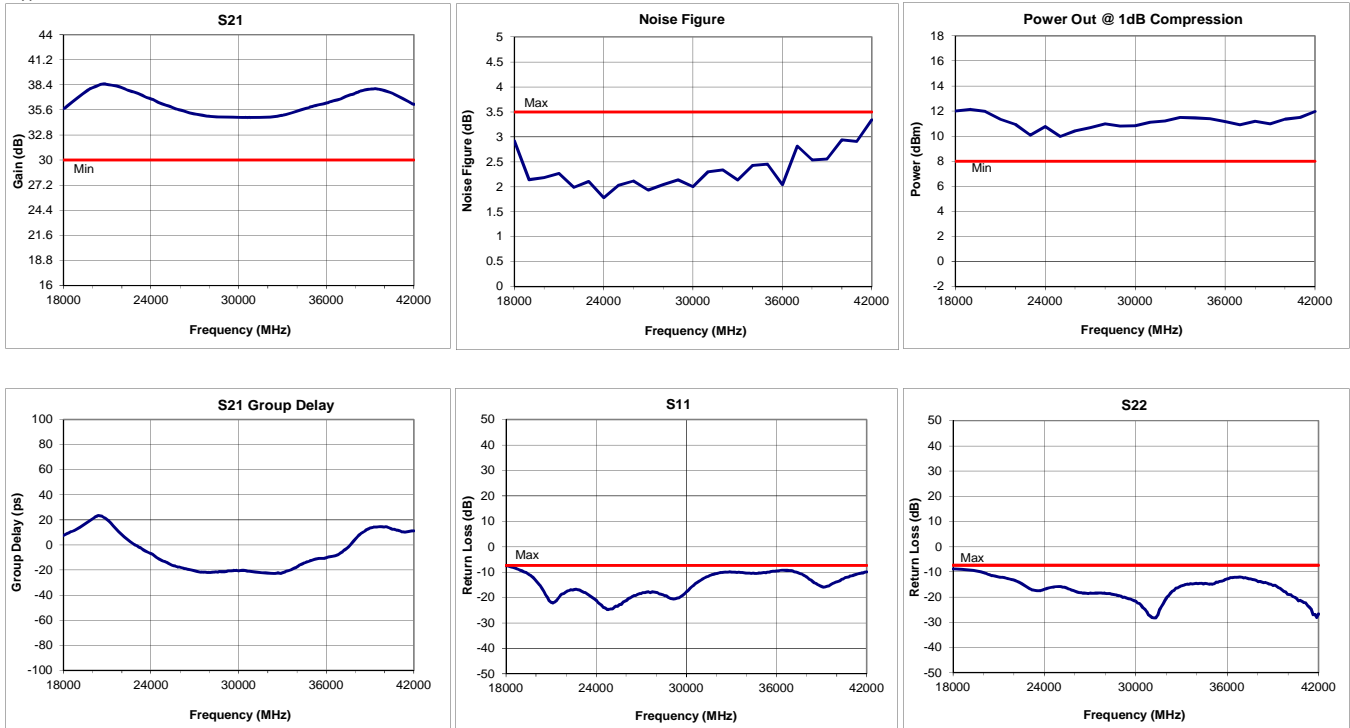 S21
44
41.2
38.4
35.6
32.8
30
27.2
24.4
21.6
18.8
16
Gain (dB)
Min
18000 24000 30000 36000 42000
Frequency (MHz)
Noise Figure
5
4.5
4
3.5
3
2.5
2
1.5
1
0.5
0
Noise Figure (dB)
Max
18000 24000 30000 36000 42000
Frequency (MHz)
Power Out @ 1dB Compression
18
16
14
12
10
8
6
4
2
0
-2
Power (dBm)
Min
18000 24000 30000 36000 42000
Frequency (MHz)
S21 Group Delay
100
80
60
40
20
0
-20
-40
-60
-80
-100
Group Delay (ps)
18000 24000 30000 36000 42000
Frequency (MHz)
S11
50
40
30
20
10
0
-10
-20
-30
-40
-50
Return Loss (dB)
Max
18000 24000 30000 36000 42000
Frequency (MHz)
S22
50
40
30
20
10
0
-10
-20
-30
-40
-50
Return Loss (dB)
Max
18000 24000 30000 36000 42000
Frequency (MHz)